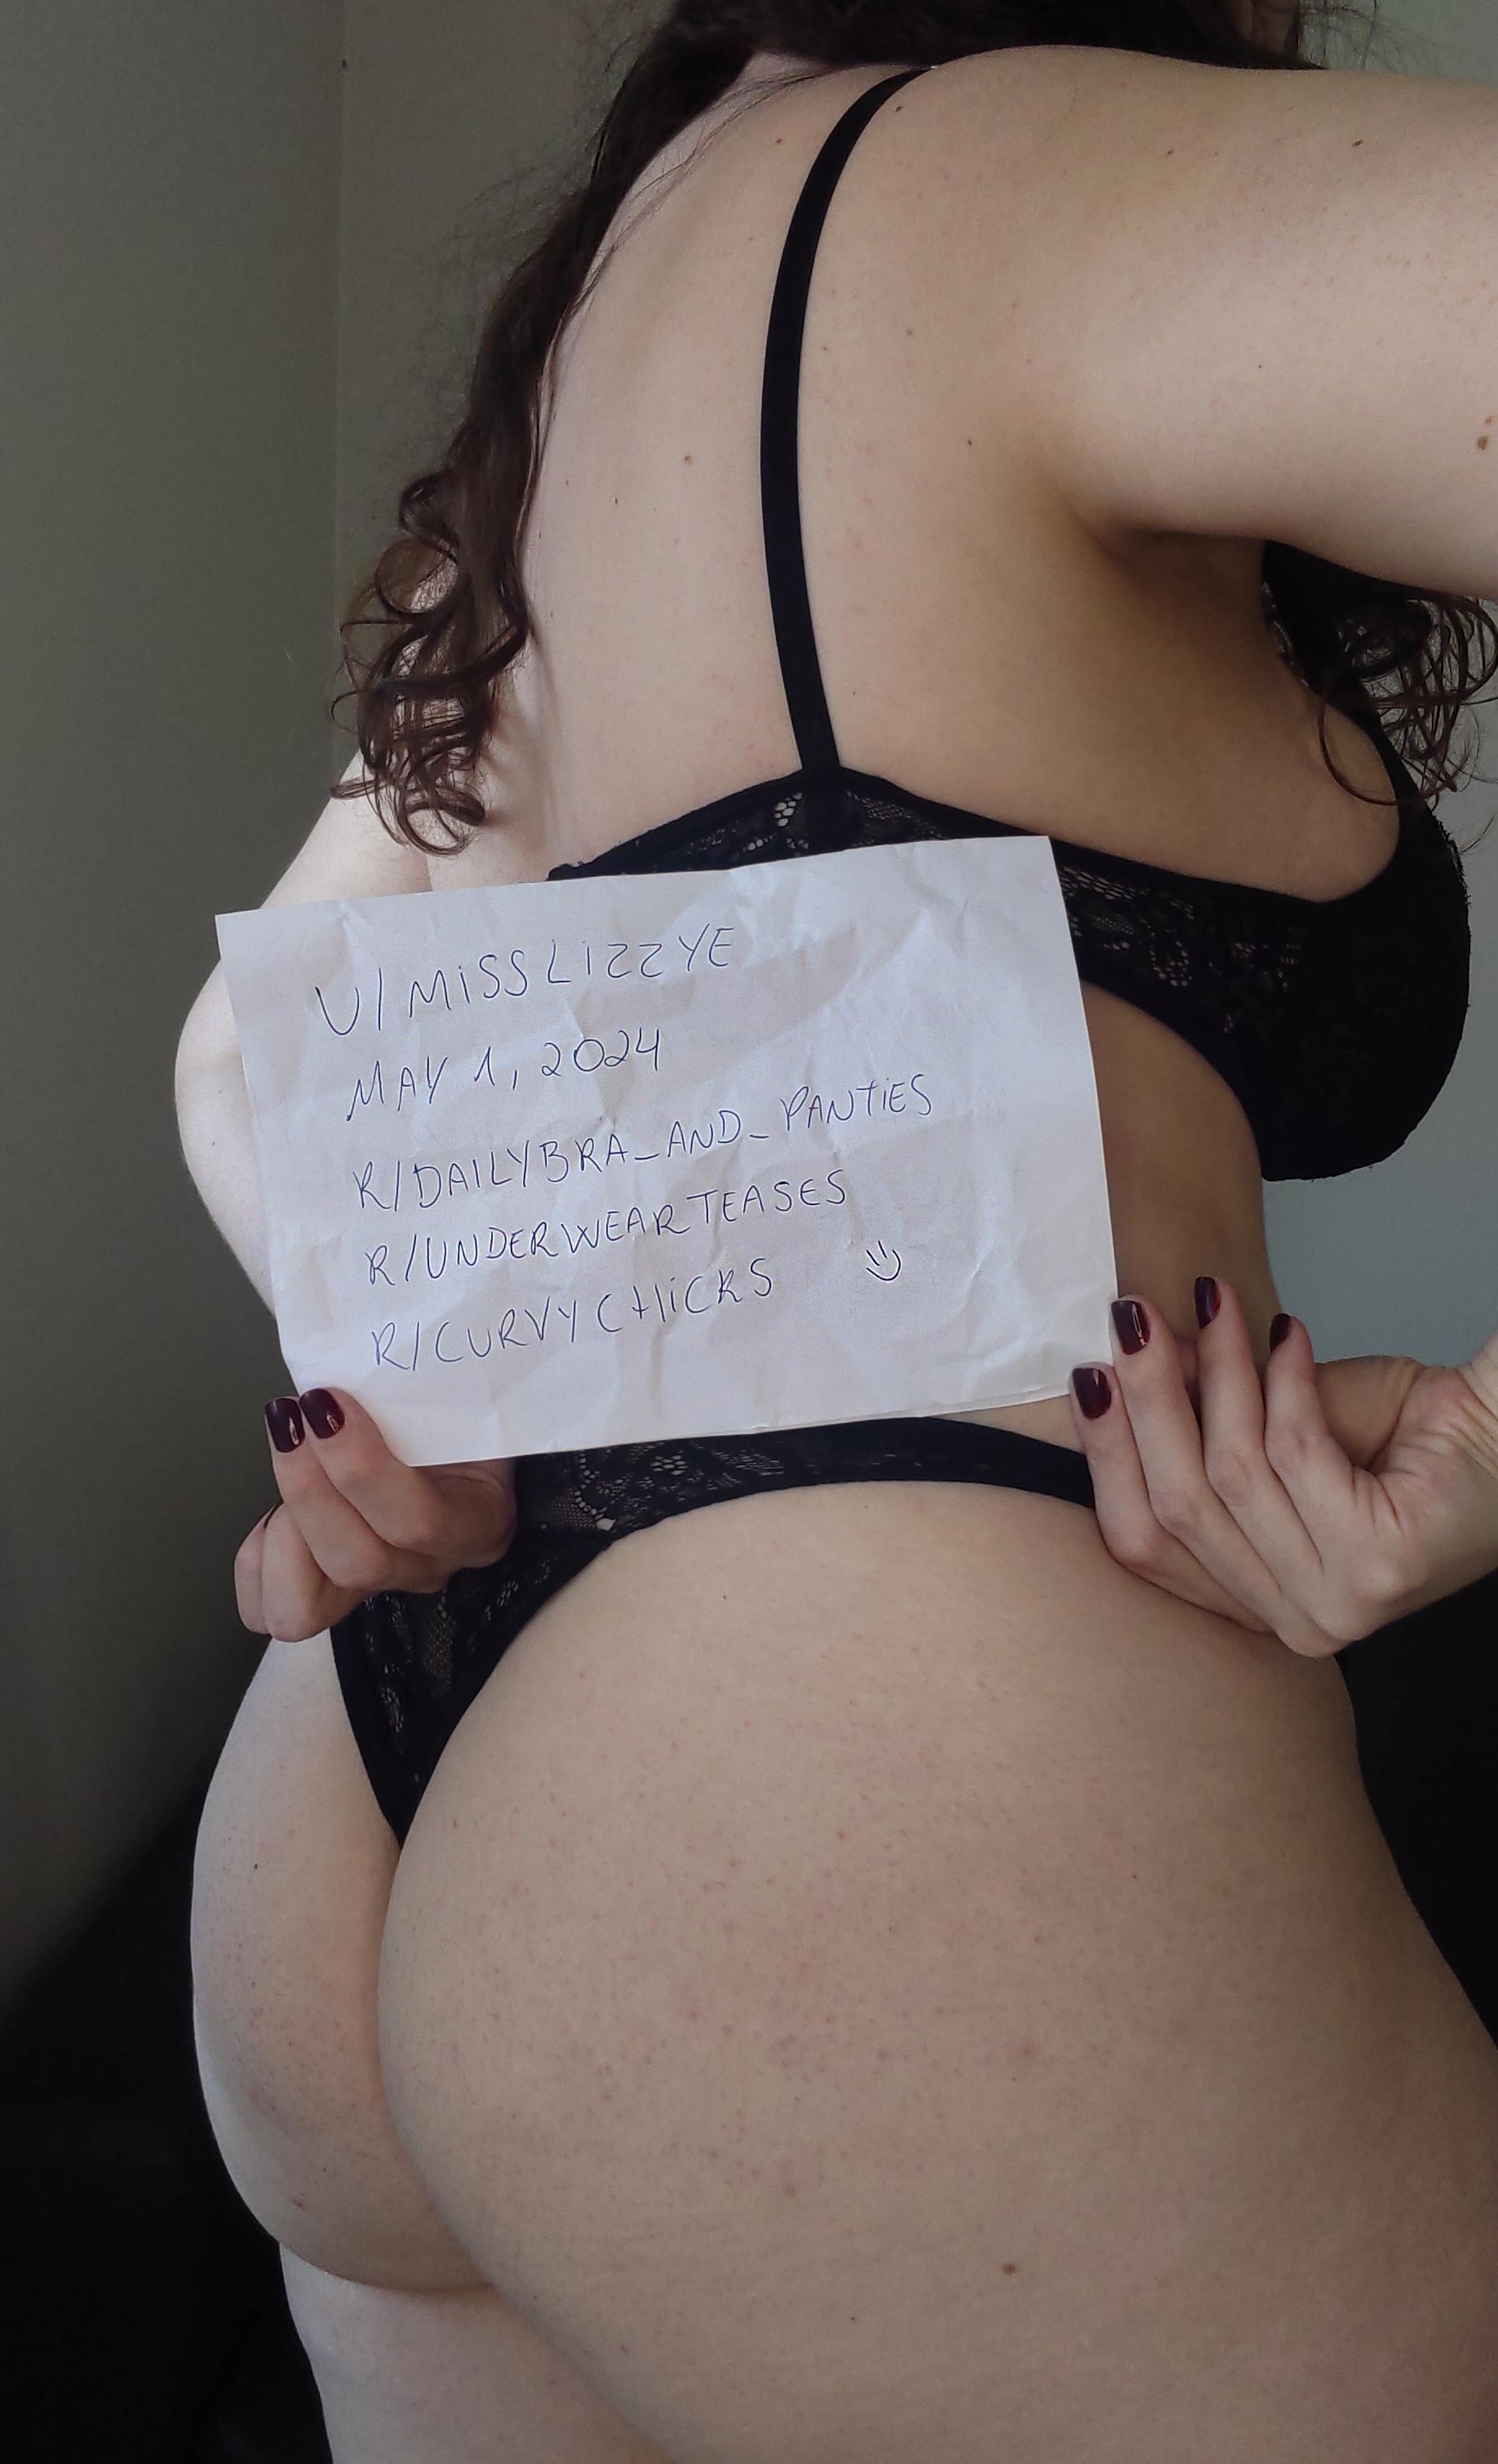 U/MiSSLiZZYE
MAY 1, 2024
R/DAILYBRA_AND_PANTiES
R/UNDERWEARTEASES
R/CURVYCHiCKS